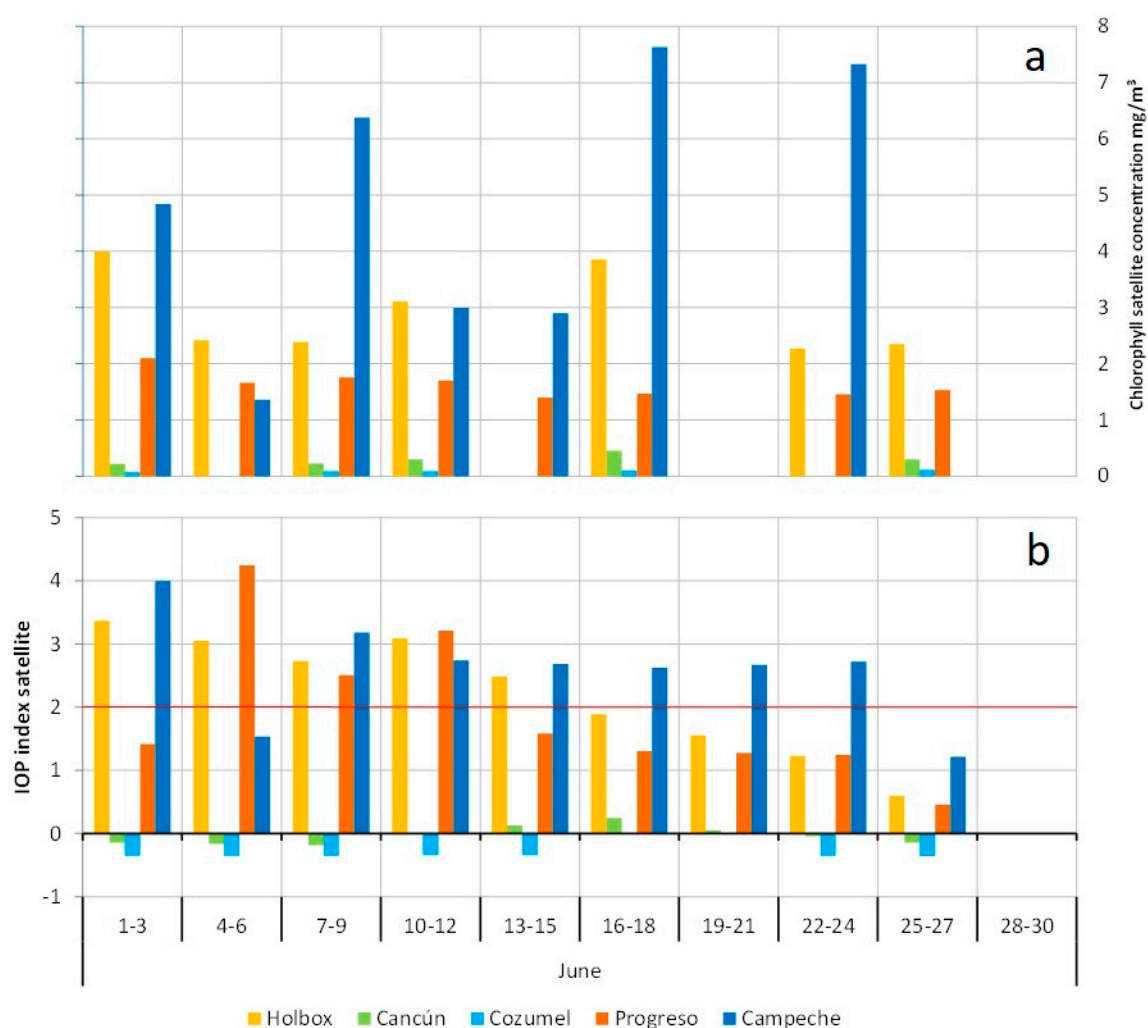 a
8
7
6
5
4
3
2
1
0
Chlorophyll satellite concentration mg/m³
b
5
4
3
2
1
0
-1
IOP index satellite
1-3 4-6 7-9 10-12 13-15 16-18 19-21 22-24 25-27 28-30
June
Holbox Cancún Cozumel Progreso Campeche